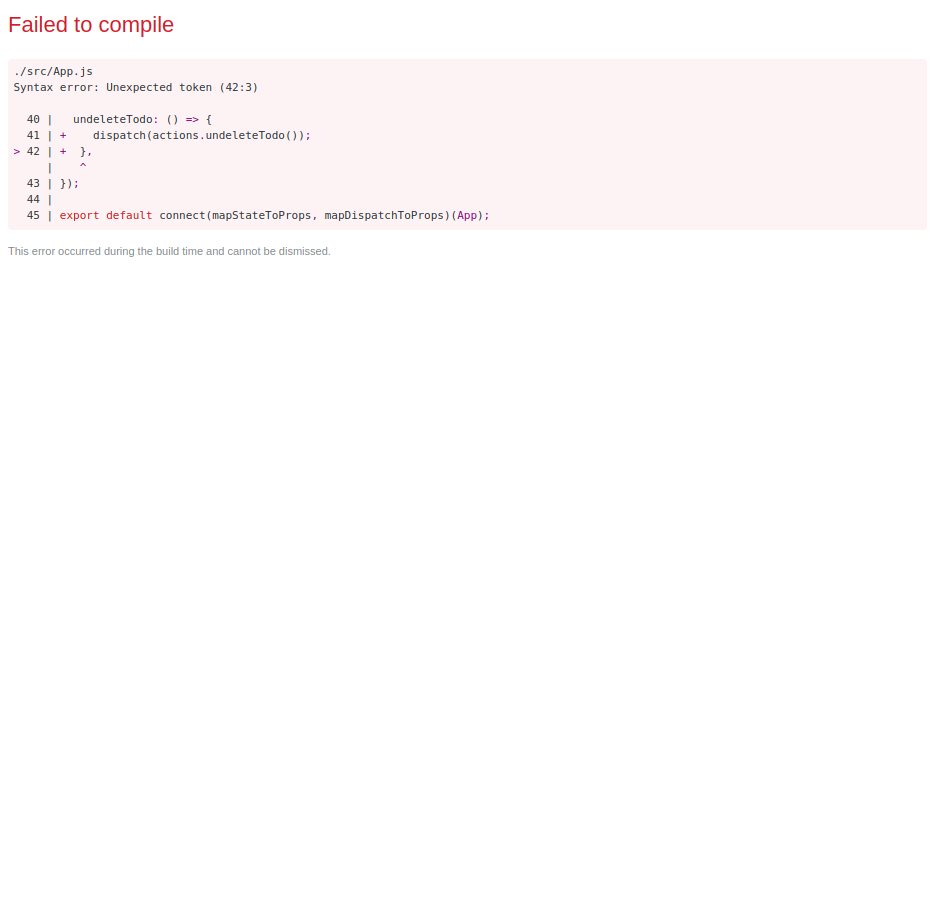 Failed to compile
./src/App.js
Syntax error: Unexpected token (42:3)
  40 |   undeleteTodo: () => {
  41 | +    dispatch(actions.undeleteTodo());
> 42 | +  },
     |    ^
  43 | });
  44 |
  45 | export default connect(mapStateToProps, mapDispatchToProps)(App);
This error occurred during the build time and cannot be dismissed.